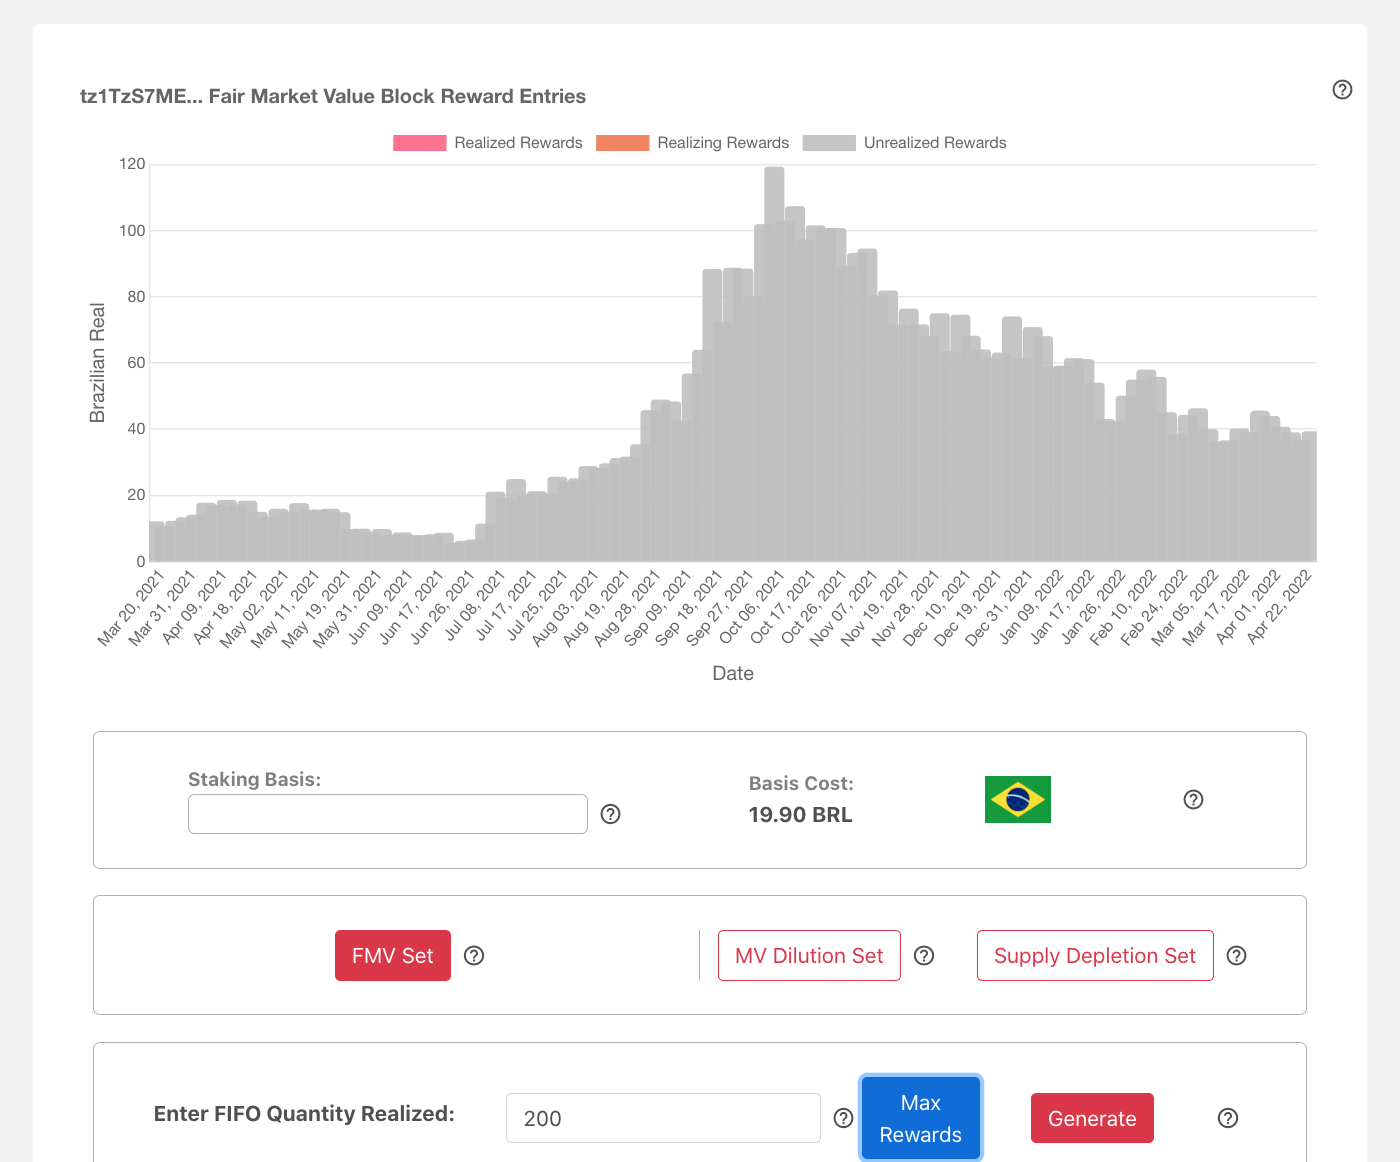 tz1TzS7ME... Fair Market Value Block Reward Entries
Realized Rewards Realizing Rewards Unrealized Rewards
120
100
80
60
40
20
0
Brazilian Real
Mar 20, 2021
Mar 31, 2021
Apr 09, 2021
Apr 18, 2021
May 02, 2021
May 11, 2021
May 19, 2021
May 31, 2021
Jun 09, 2021
Jun 17, 2021
Jun 26, 2021
Jul 08, 2021
Jul 17, 2021
Jul 25, 2021
Aug 03, 2021
Aug 19, 2021
Aug 28, 2021
Sep 09, 2021
Sep 18, 2021
Sep 27, 2021
Oct 06, 2021
Oct 17, 2021
Oct 26, 2021
Nov 07, 2021
Nov 19, 2021
Nov 28, 2021
Dec 10, 2021
Dec 19, 2021
Dec 31, 2021
Jan 09, 2022
Jan 17, 2022
Jan 26, 2022
Feb 10, 2022
Feb 24, 2022
Mar 05, 2022
Mar 17, 2022
Apr 01, 2022
Apr 22, 2022
Date
Staking Basis:
Basis Cost:
19.90 BRL
FMV Set
MV Dilution Set
Supply Depletion Set
Enter FIFO Quantity Realized:
200
Max
Rewards
Generate